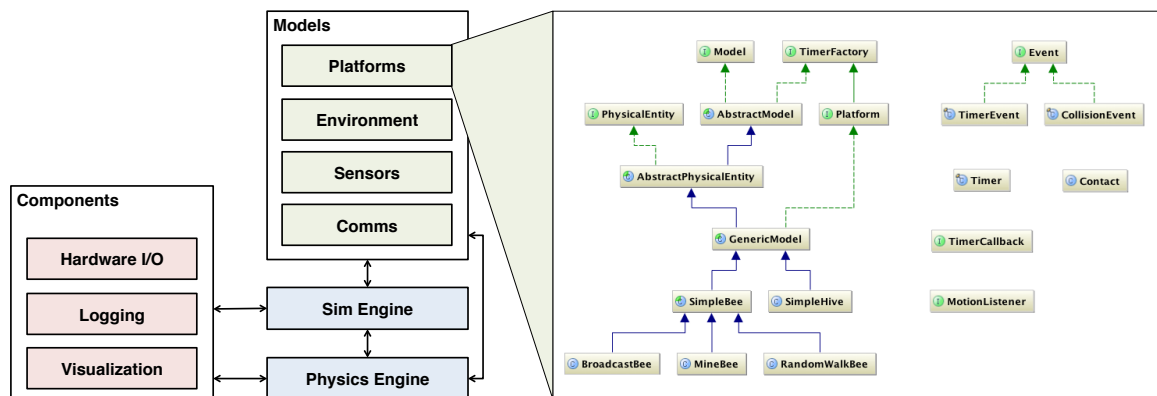 Models
Platforms
Environment
Sensors
Comms
Components
Hardware I/O
Logging
Visualization
Sim Engine
Physics Engine
Model
TimerFactory
Event
PhysicalEntity
AbstractModel
Platform
TimerEvent
CollisionEvent
AbstractPhysicalEntity
Timer
Contact
GenericModel
TimerCallback
SimpleBee
SimpleHive
MotionListener
BroadcastBee
MineBee
RandomWalkBee